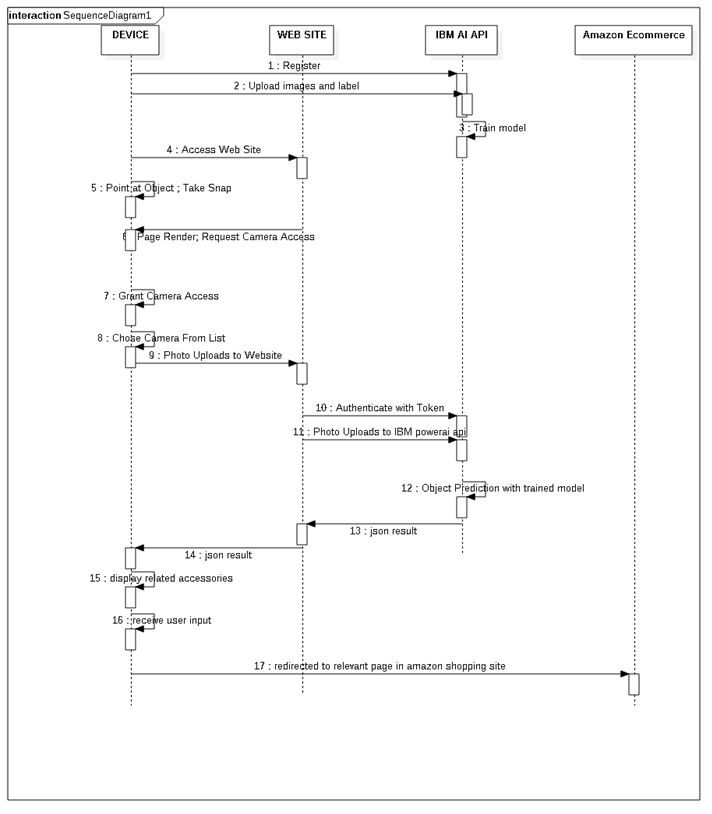 interaction SequenceDiagram1
DEVICE
WEB SITE
IBM AI API
Amazon Ecommerce
1 : Register
2 : Upload images and label
3 : Train model
4 : Access Web Site
5 : Point at Object ; Take Snap
6 : Page Render; Request Camera Access
7 : Grant Camera Access
8 : Chose Camera From List
9 : Photo Uploads to Website
10 : Authenticate with Token
11 : Photo Uploads to IBM powerai api
12 : Object Prediction with trained model
13 : json result
14 : json result
15 : display related accessories
16 : receive user input
17 : redirected to relevant page in amazon shopping site